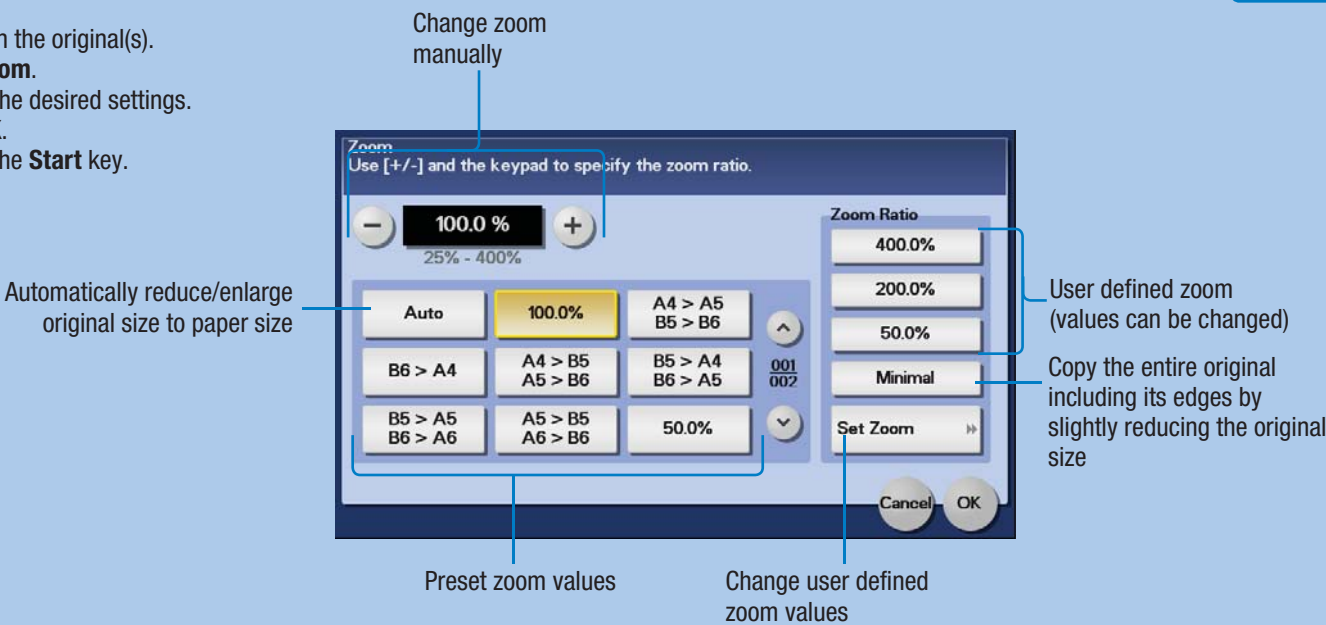 Change zoom
manually
n the original(s).
om.
he desired settings.
.
he Start key.
Zoom
Use [+/-] and the keypad to specify the zoom ratio.
− 100.0 % +
25% - 400%
Zoom Ratio
400.0%
200.0%
50.0%
Minimal
Set Zoom
Automatically reduce/enlarge
original size to paper size
Auto
100.0%
A4 > A5
B5 > B6
B6 > A4
A4 > B5
A5 > B6
B5 > A4
B6 > A5
001
002
B5 > A5
B6 > A6
A5 > B5
A6 > B6
50.0%
Cancel
OK
User defined zoom
(values can be changed)
Copy the entire original
including its edges by
slightly reducing the original
size
Preset zoom values
Change user defined
zoom values